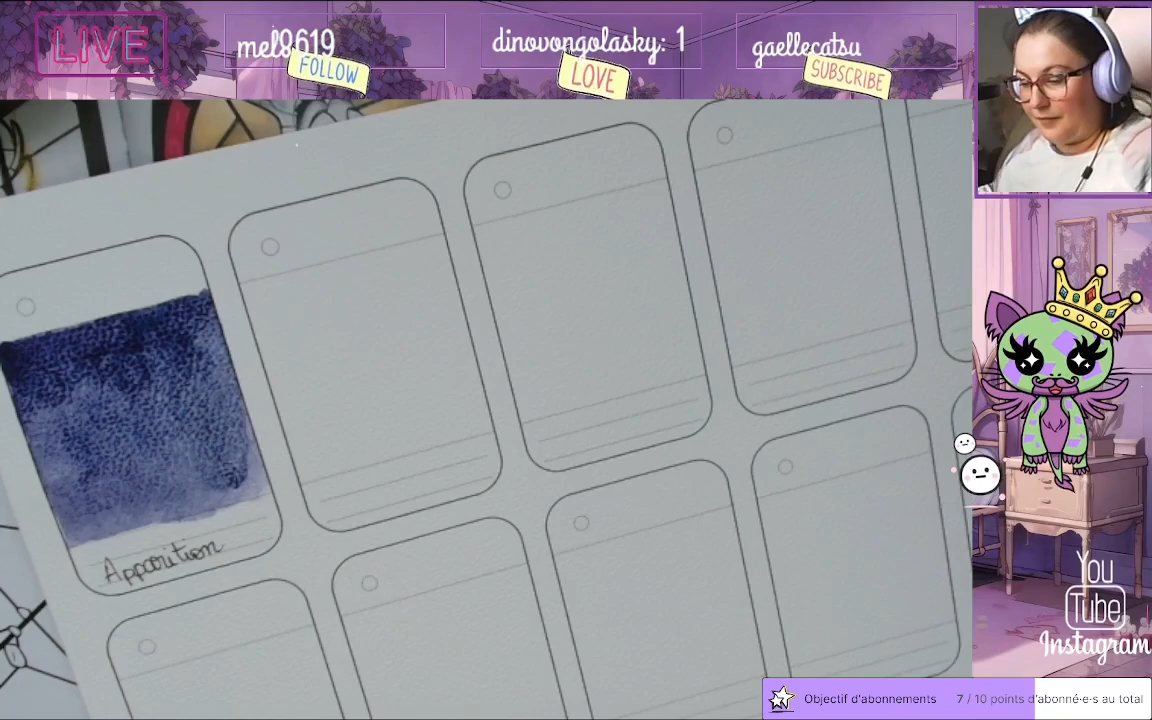 LIVE
mel9619
FOLLOW
dinovongolasky: 1
LOVE
gaellecatsu
SUBSCRIBE
Apparition
You
Tube
Instagram
Objectif d'abonnements 7 / 10 points d'abonné·e·s au total